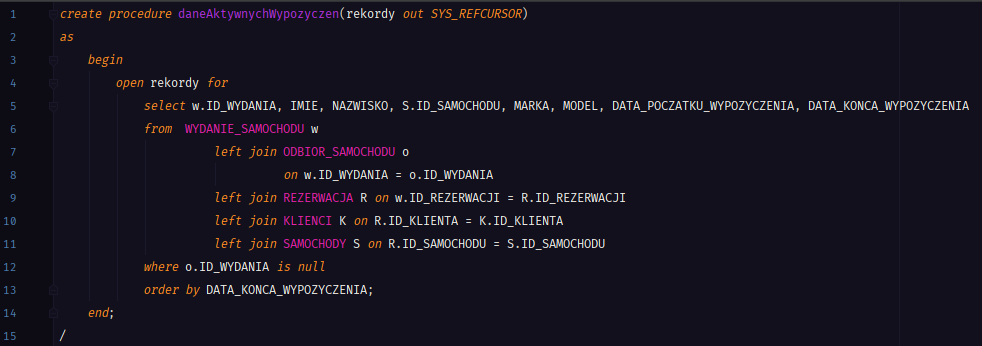 1 create procedure daneAktywnychWypozyczen(rekordy out SYS_REFCURSOR)
2 as
3 begin
4 open rekordy for
5 select w.ID_WYDANIA, IMIE, NAZWISKO, S.ID_SAMOCHODU, MARKA, MODEL, DATA_POCZATKU_WYPOZYCZENIA, DATA_KONCA_WYPOZYCZENIA
6 from  WYDANIE_SAMOCHODU w
7 left join ODBIOR_SAMOCHODU o
8 on w.ID_WYDANIA = o.ID_WYDANIA
9 left join REZERWACJA R on w.ID_REZERWACJI = R.ID_REZERWACJI
10 left join KLIENCI K on R.ID_KLIENTA = K.ID_KLIENTA
11 left join SAMOCHODY S on R.ID_SAMOCHODU = S.ID_SAMOCHODU
12 where o.ID_WYDANIA is null
13 order by DATA_KONCA_WYPOZYCZENIA;
14 end;
15 /